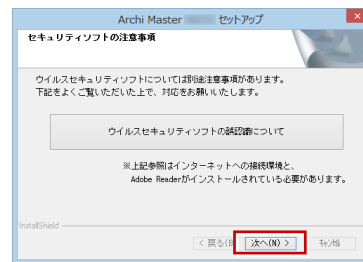 Archi Master セットアップ
セキュリティソフトの注意事項
ウイルスセキュリティソフトについては別途注意事項があります。
下記をよくご覧いただいた上で、対応をお願いいたします。
ウイルスセキュリティソフトの誤認識について
※上記参照はインターネットへの接続環境と、
Adobe Readerがインストールされている必要があります。
InstallShield
< 戻る(B) 次へ(N) > キャンセル